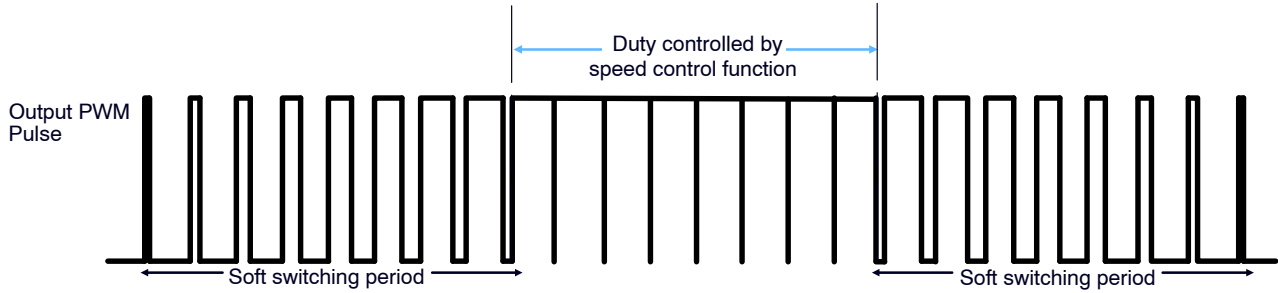 Duty controlled by
speed control function
Output PWM
Pulse
Soft switching period
Soft switching period